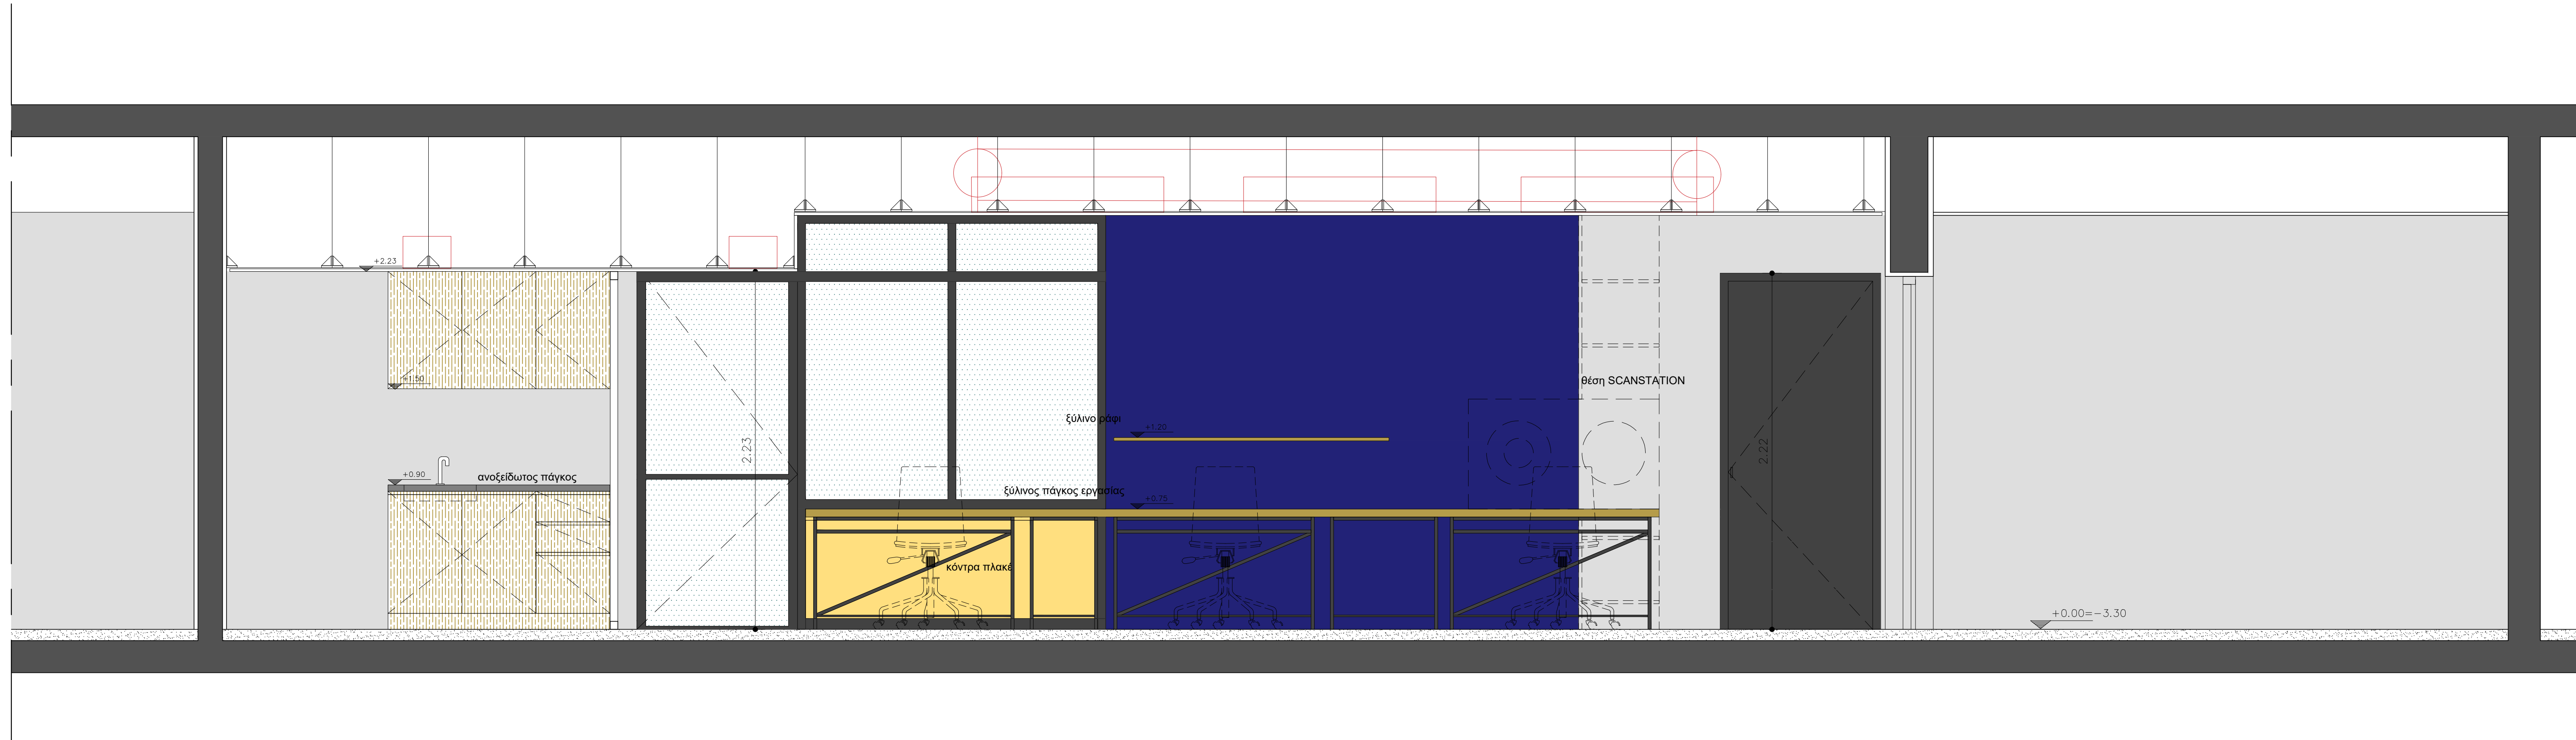 +2.23
+1.50
θέση SCANSTATION
ξύλινο ράφι
+1.20
2.23
2.22
+0.90
ανοξείδωτος πάγκος
ξύλινος πάγκος εργασίας
+0.75
κόντρα πλακέ
+0.00=-3.30